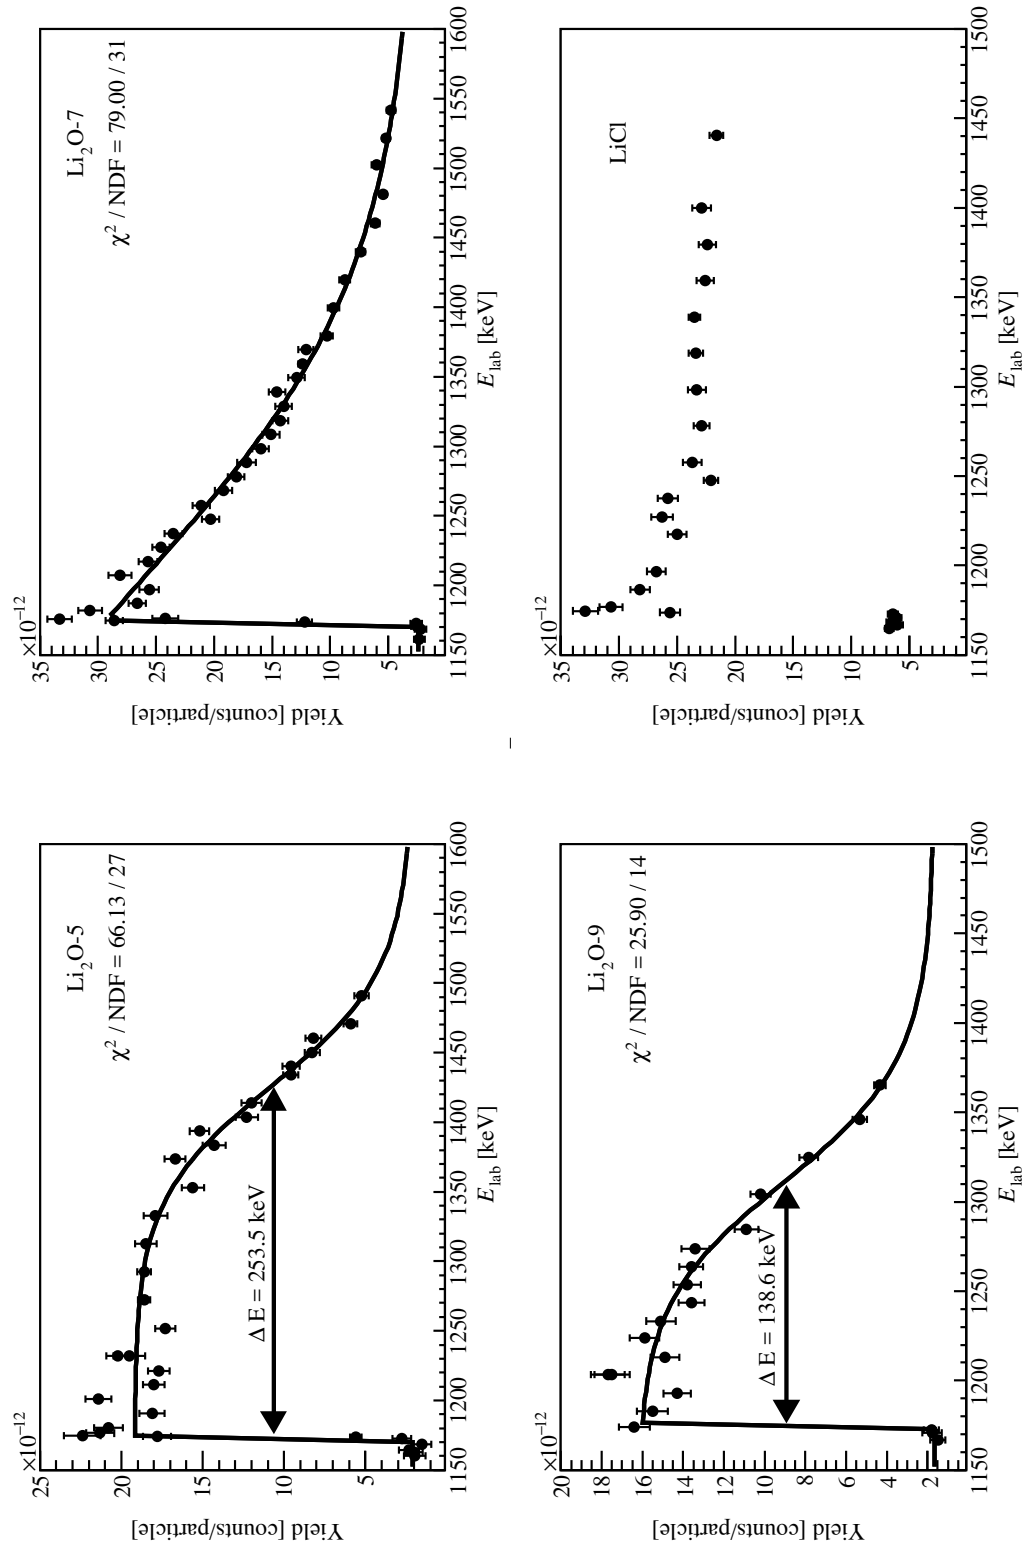 ×10⁻¹²
Li₂O-5
χ² / NDF = 66.13 / 27
Δ E = 253.5 keV
25
20
15
10
5
Yield [counts/particle]
1150 1200 1250 1300 1350 1400 1450 1500 1550 1600
E_lab [keV]
×10⁻¹²
Li₂O-7
χ² / NDF = 79.00 / 31
35
30
25
20
15
10
5
Yield [counts/particle]
1150 1200 1250 1300 1350 1400 1450 1500 1550 1600
E_lab [keV]
×10⁻¹²
Li₂O-9
χ² / NDF = 25.90 / 14
Δ E = 138.6 keV
20
18
16
14
12
10
8
6
4
2
Yield [counts/particle]
1150 1200 1250 1300 1350 1400 1450 1500
E_lab [keV]
×10⁻¹²
LiCl
35
30
25
20
15
10
5
Yield [counts/particle]
1150 1200 1250 1300 1350 1400 1450 1500
E_lab [keV]